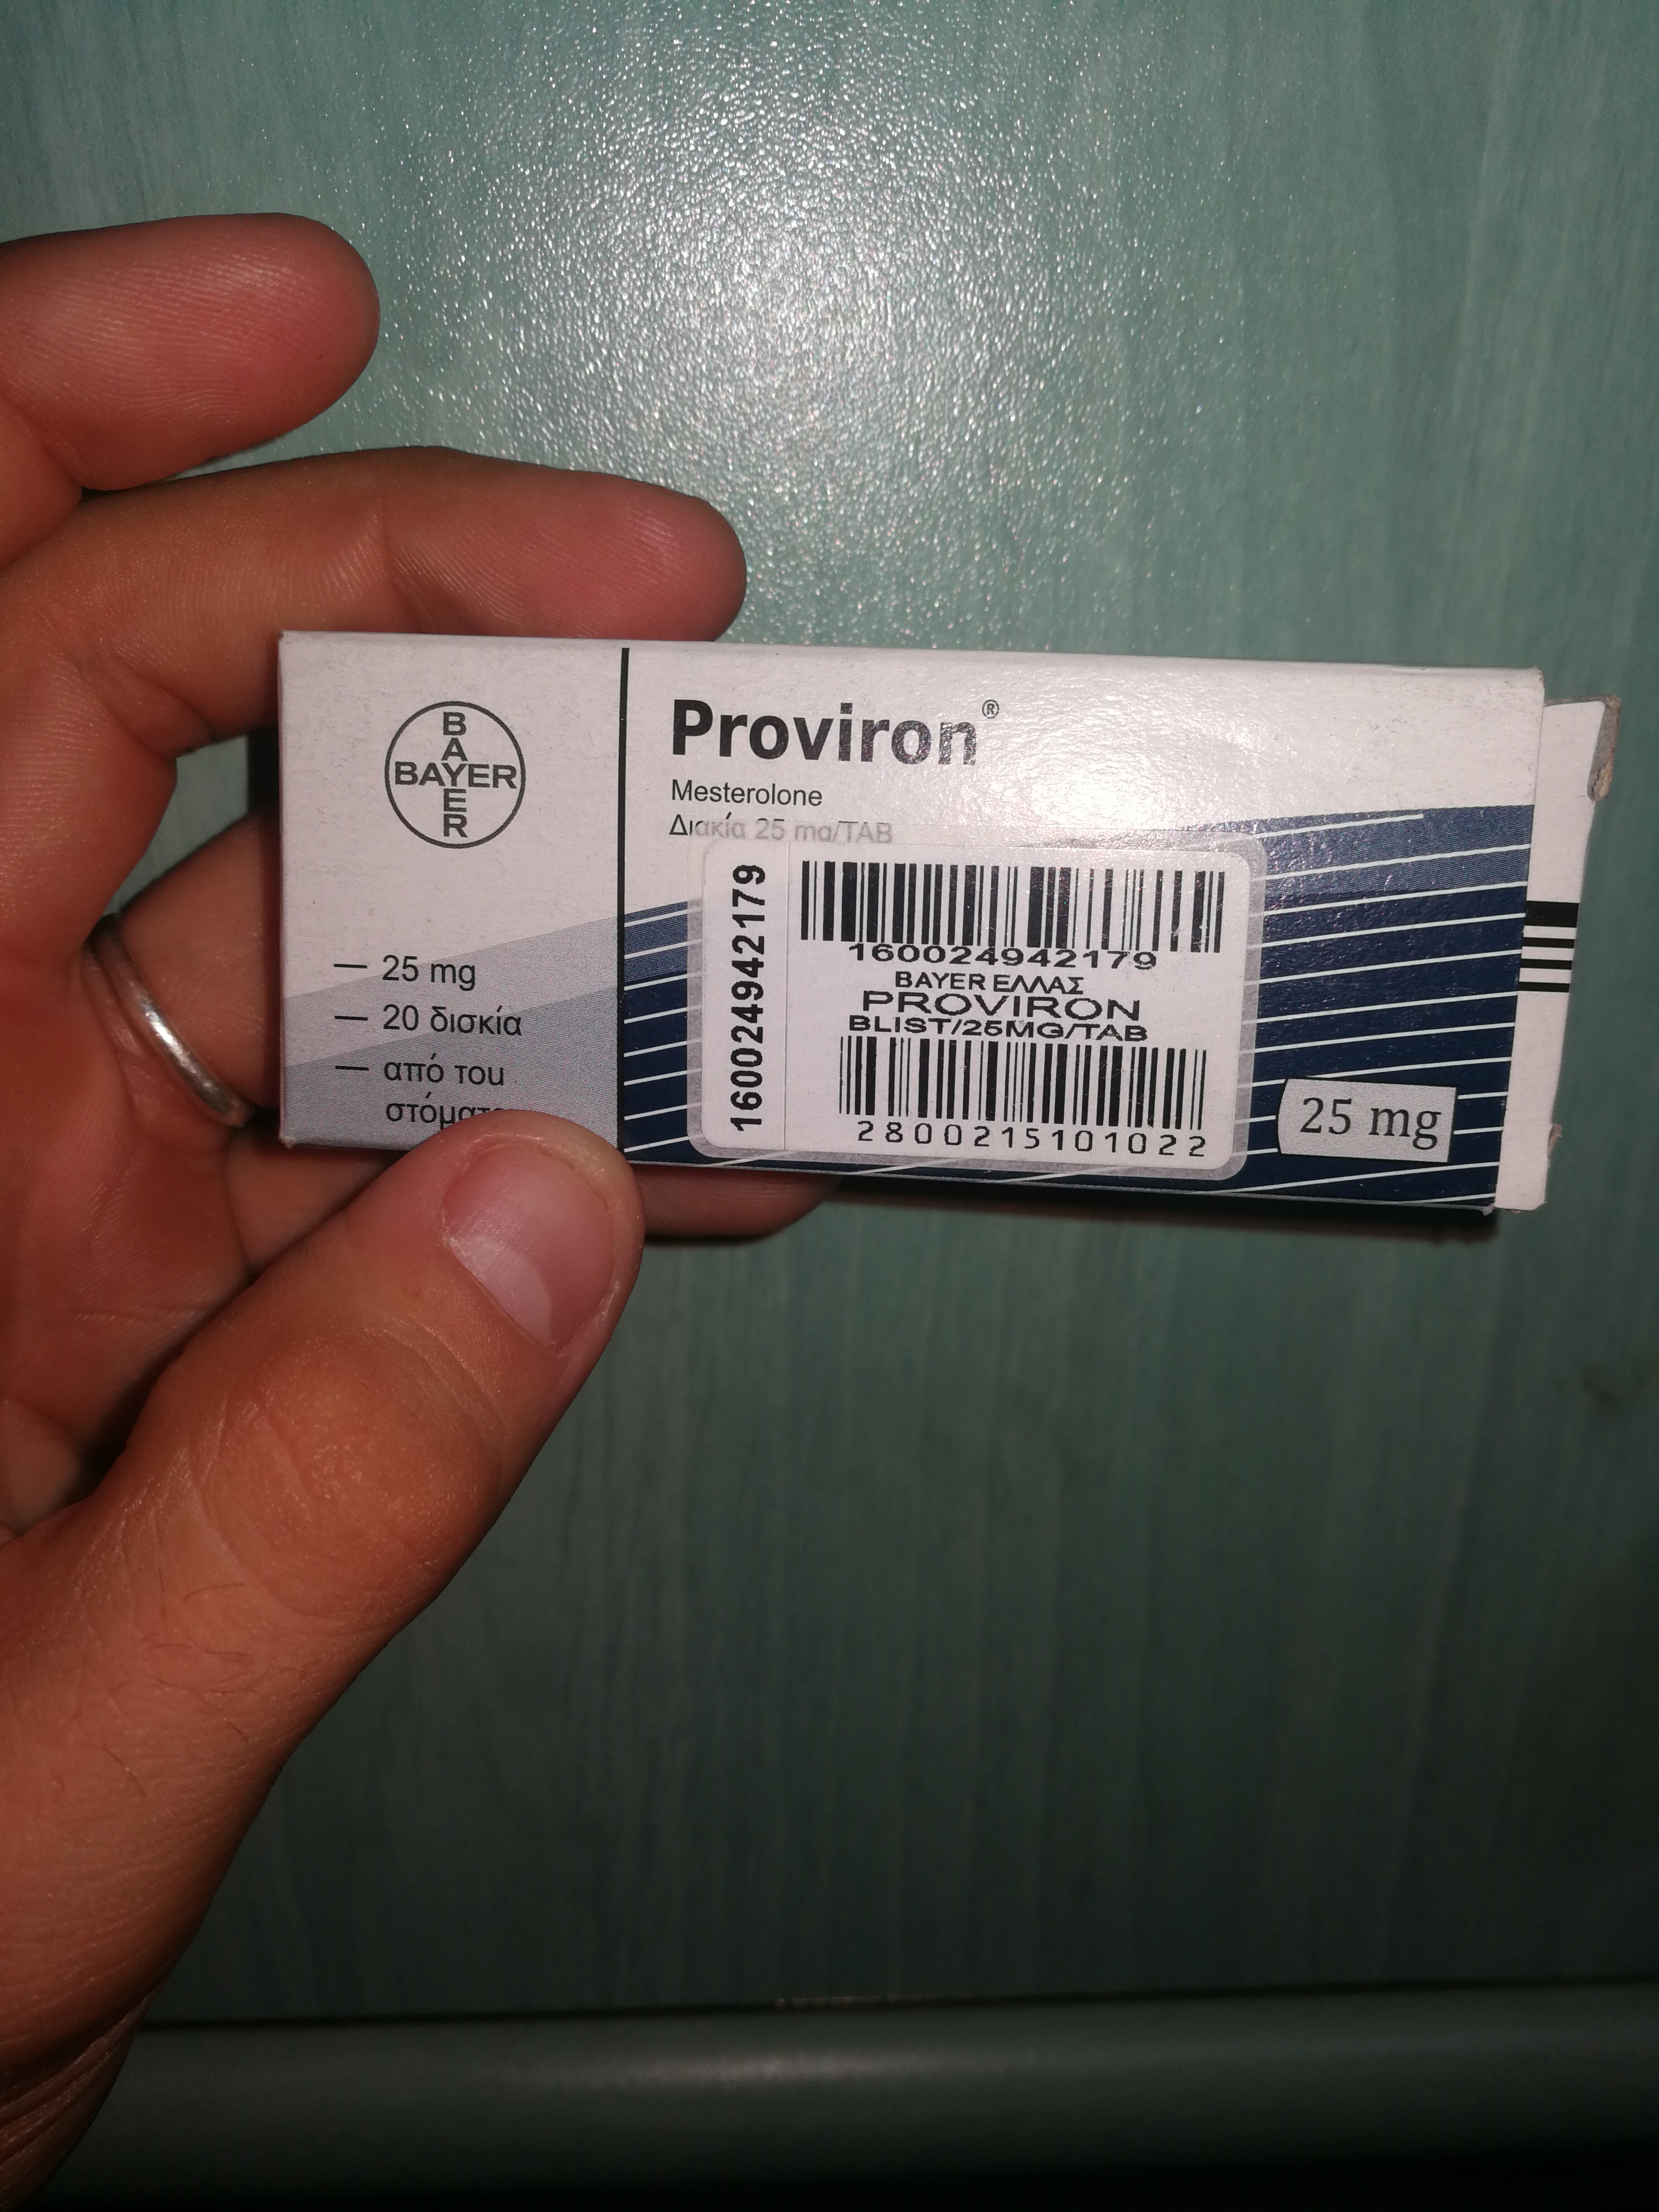 BAYER
BAYER
— 25 mg
— 20 δισκία
— από του
Proviron®
Mesterolone
Διακία 25 mg/TAB
160024942179
160024942179
BAYER ΕΛΛΑΣ
PROVIRON
BLIST/25MG/TAB
2800215101022
25 mg